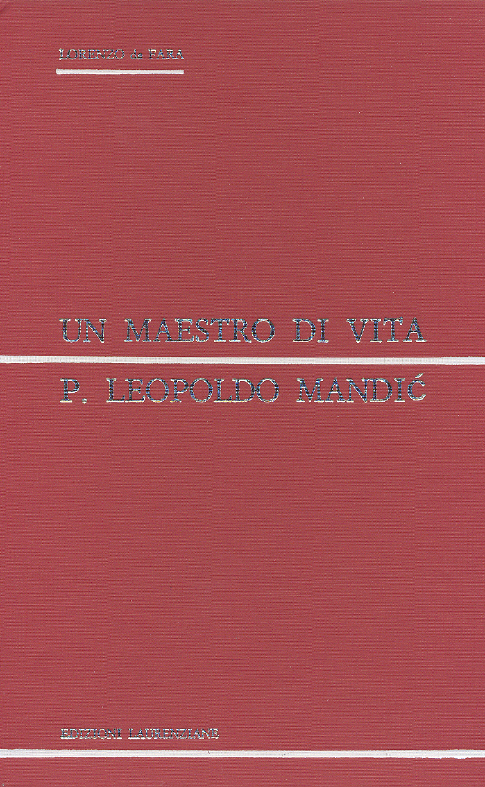 LORENZO da FARA
UN MAESTRO DI VITA
P. LEOPOLDO MANDIĆ
EDIZIONI LAURENZIANE